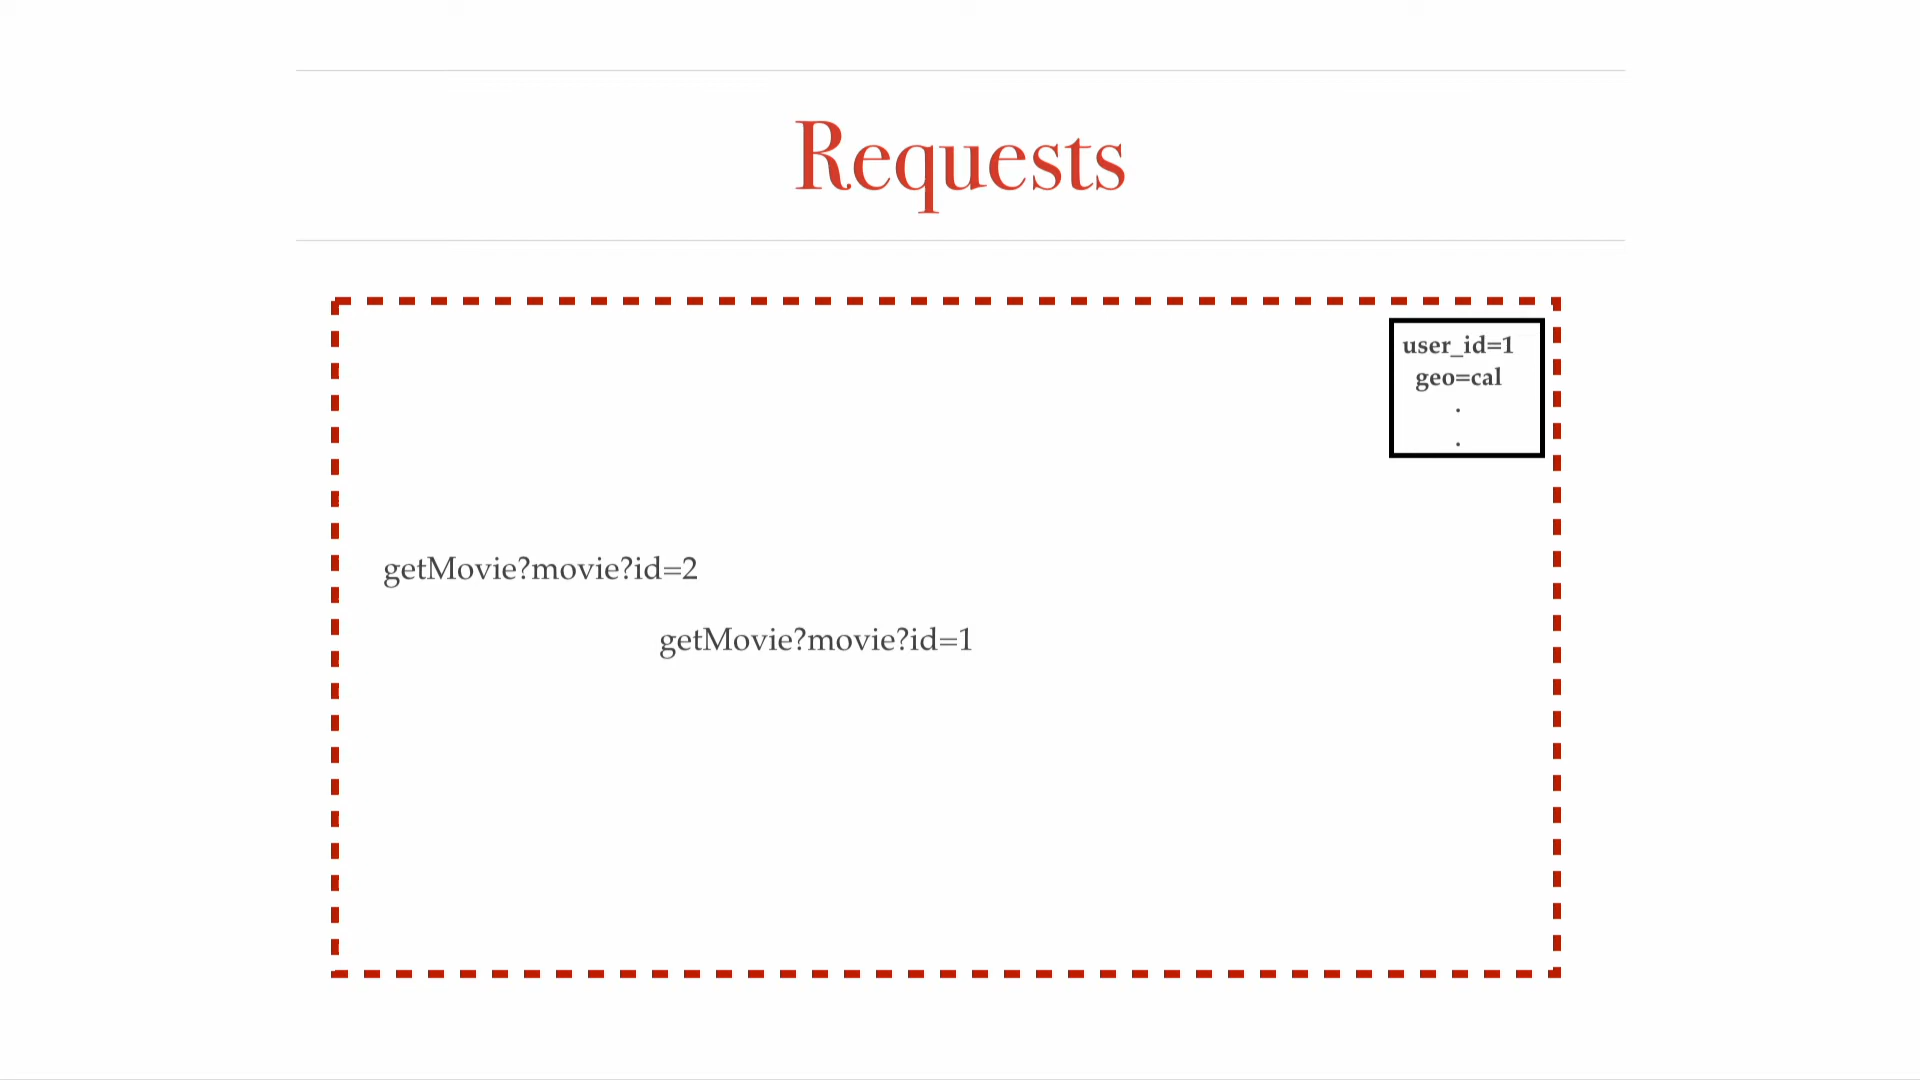 Requests
user_id=1
geo=cal
.
.
getMovie?movie?id=2
getMovie?movie?id=1